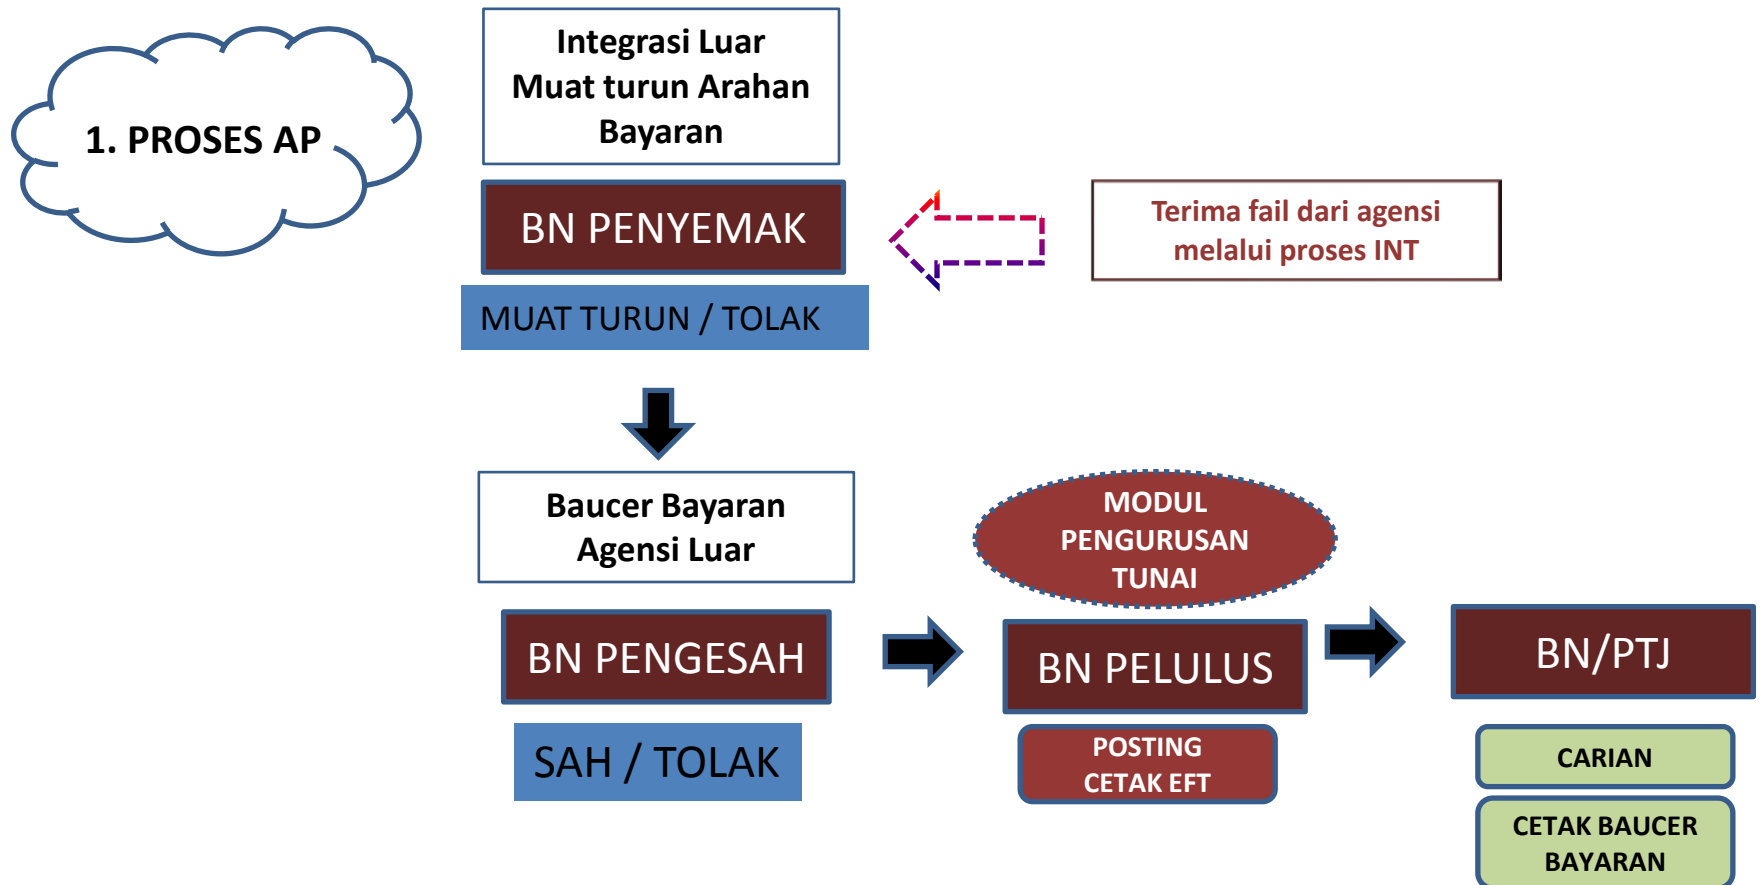 1. PROSES AP
Integrasi Luar
Muat turun Arahan
Bayaran
BN PENYEMAK
MUAT TURUN / TOLAK
Terima fail dari agensi
melalui proses INT
Baucer Bayaran
Agensi Luar
BN PENGESAH
SAH / TOLAK
MODUL
PENGURUSAN
TUNAI
BN PELULUS
POSTING
CETAK EFT
BN/PTJ
CARIAN
CETAK BAUCER
BAYARAN